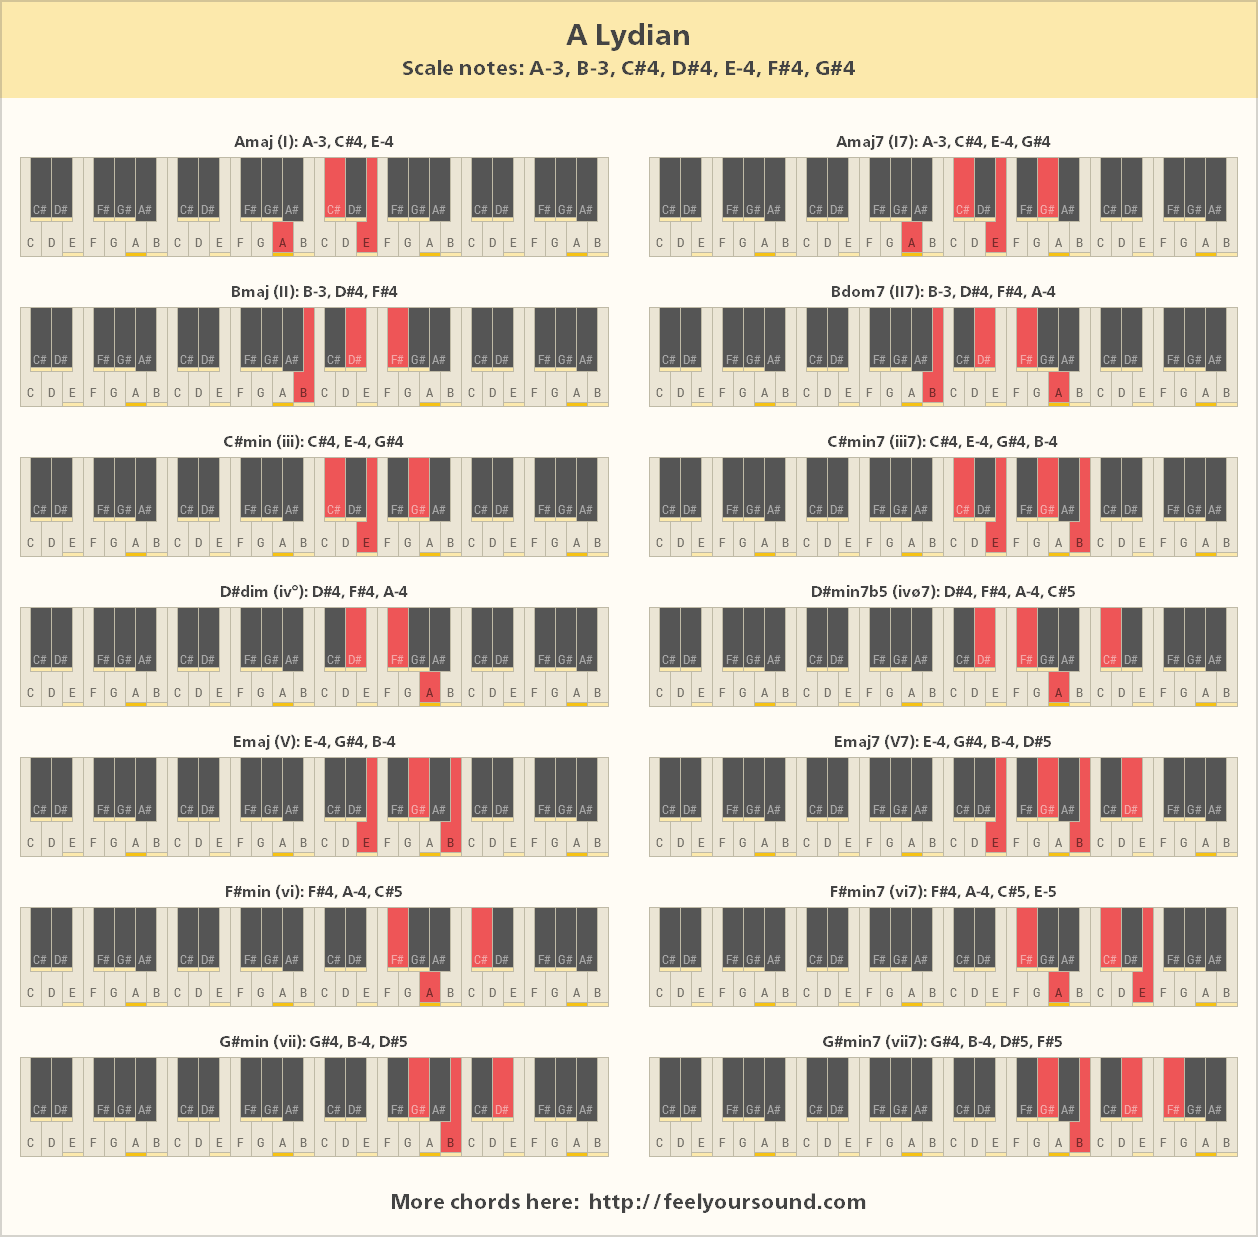 A Lydian
Scale notes: A-3, B-3, C#4, D#4, E-4, F#4, G#4
Amaj (I): A-3, C#4, E-4
C# D# F# G# A# C# D# F# G# A# C# D# F# G# A# C# D# F# G# A#
C D E F G A B C D E F G A B C D E F G A B C D E F G A B
Amaj7 (I7): A-3, C#4, E-4, G#4
C# D# F# G# A# C# D# F# G# A# C# D# F# G# A# C# D# F# G# A#
C D E F G A B C D E F G A B C D E F G A B C D E F G A B
Bmaj (II): B-3, D#4, F#4
C# D# F# G# A# C# D# F# G# A# C# D# F# G# A# C# D# F# G# A#
C D E F G A B C D E F G A B C D E F G A B C D E F G A B
Bdom7 (II7): B-3, D#4, F#4, A-4
C# D# F# G# A# C# D# F# G# A# C# D# F# G# A# C# D# F# G# A#
C D E F G A B C D E F G A B C D E F G A B C D E F G A B
C#min (iii): C#4, E-4, G#4
C# D# F# G# A# C# D# F# G# A# C# D# F# G# A# C# D# F# G# A#
C D E F G A B C D E F G A B C D E F G A B C D E F G A B
C#min7 (iii7): C#4, E-4, G#4, B-4
C# D# F# G# A# C# D# F# G# A# C# D# F# G# A# C# D# F# G# A#
C D E F G A B C D E F G A B C D E F G A B C D E F G A B
D#dim (iv°): D#4, F#4, A-4
C# D# F# G# A# C# D# F# G# A# C# D# F# G# A# C# D# F# G# A#
C D E F G A B C D E F G A B C D E F G A B C D E F G A B
D#min7b5 (ivø7): D#4, F#4, A-4, C#5
C# D# F# G# A# C# D# F# G# A# C# D# F# G# A# C# D# F# G# A#
C D E F G A B C D E F G A B C D E F G A B C D E F G A B
Emaj (V): E-4, G#4, B-4
C# D# F# G# A# C# D# F# G# A# C# D# F# G# A# C# D# F# G# A#
C D E F G A B C D E F G A B C D E F G A B C D E F G A B
Emaj7 (V7): E-4, G#4, B-4, D#5
C# D# F# G# A# C# D# F# G# A# C# D# F# G# A# C# D# F# G# A#
C D E F G A B C D E F G A B C D E F G A B C D E F G A B
F#min (vi): F#4, A-4, C#5
C# D# F# G# A# C# D# F# G# A# C# D# F# G# A# C# D# F# G# A#
C D E F G A B C D E F G A B C D E F G A B C D E F G A B
F#min7 (vi7): F#4, A-4, C#5, E-5
C# D# F# G# A# C# D# F# G# A# C# D# F# G# A# C# D# F# G# A#
C D E F G A B C D E F G A B C D E F G A B C D E F G A B
G#min (vii): G#4, B-4, D#5
C# D# F# G# A# C# D# F# G# A# C# D# F# G# A# C# D# F# G# A#
C D E F G A B C D E F G A B C D E F G A B C D E F G A B
G#min7 (vii7): G#4, B-4, D#5, F#5
C# D# F# G# A# C# D# F# G# A# C# D# F# G# A# C# D# F# G# A#
C D E F G A B C D E F G A B C D E F G A B C D E F G A B
More chords here: http://feelyoursound.com